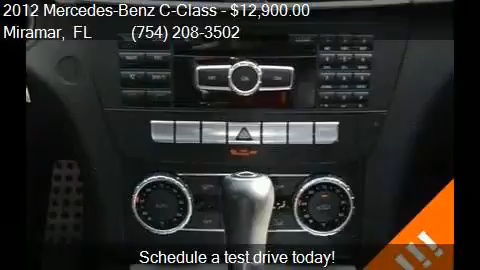 2012 Mercedes-Benz C-Class - $12,900.00
Miramar, FL (754) 208-3502
Schedule a test drive today!
!!!